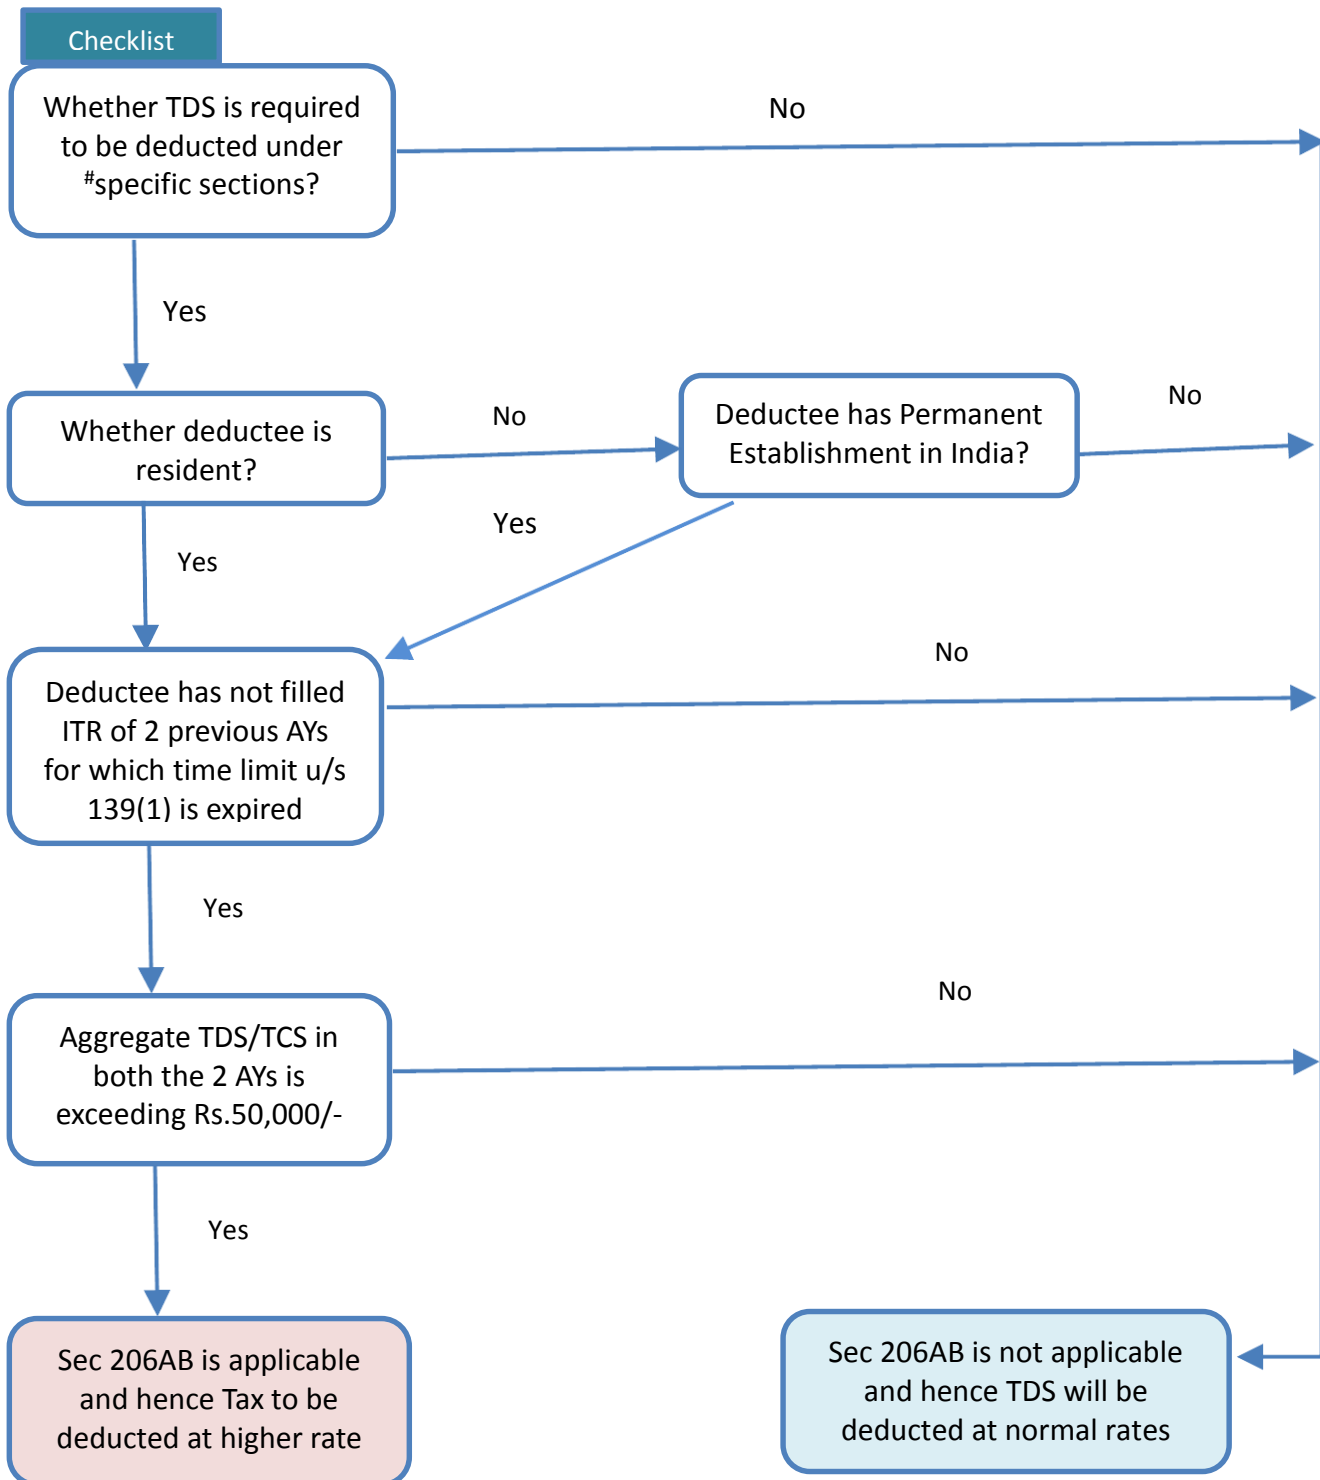 Checklist
Whether TDS is required
to be deducted under
#specific sections?
No
Yes
Whether deductee is
resident?
No
Deductee has Permanent
Establishment in India?
No
Yes
Yes
Deductee has not filled
ITR of 2 previous AYs
for which time limit u/s
139(1) is expired
No
Yes
Aggregate TDS/TCS in
both the 2 AYs is
exceeding Rs.50,000/-
No
Yes
Sec 206AB is applicable
and hence Tax to be
deducted at higher rate
Sec 206AB is not applicable
and hence TDS will be
deducted at normal rates